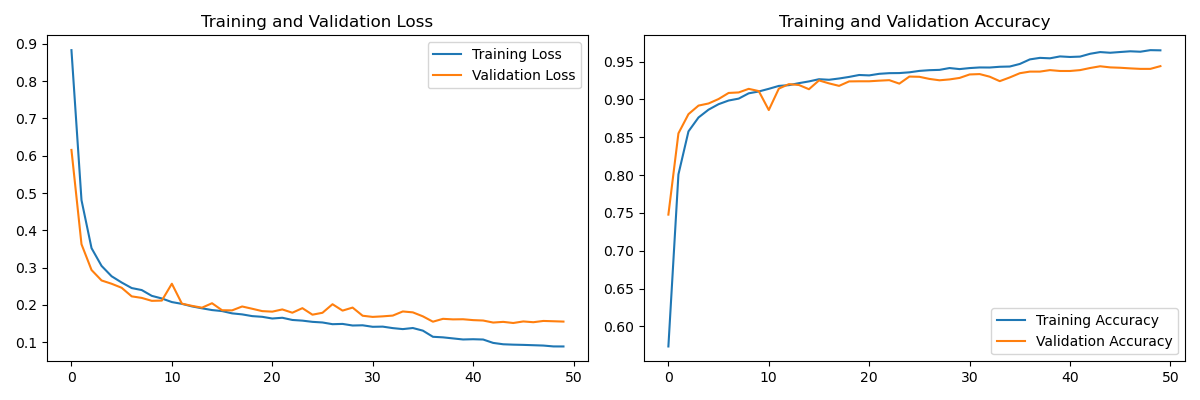 Training and Validation Loss
0.9
0.8
0.7
0.6
0.5
0.4
0.3
0.2
0.1
0 10 20 30 40 50
Training Loss
Validation Loss
Training and Validation Accuracy
0.95
0.90
0.85
0.80
0.75
0.70
0.65
0.60
0 10 20 30 40 50
Training Accuracy
Validation Accuracy